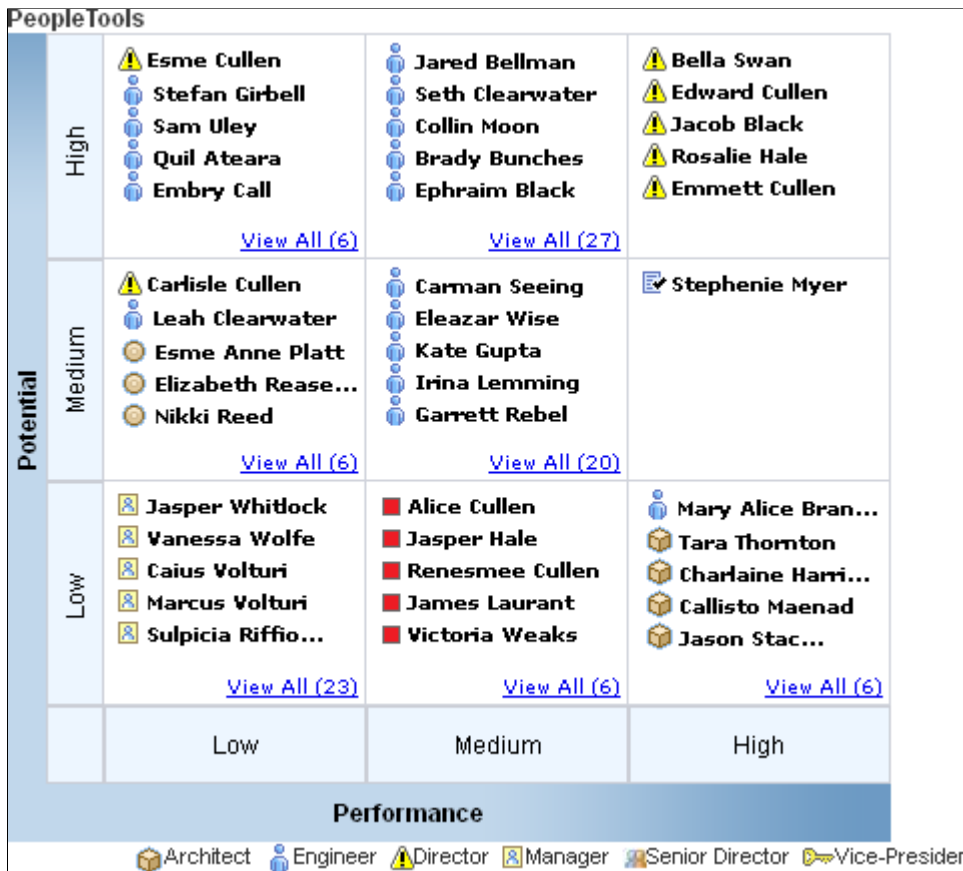 PeopleTools
Potential
High
Esme Cullen
Stefan Girbell
Sam Uley
Quil Ateara
Embry Call
View All (6)
Jared Bellman
Seth Clearwater
Collin Moon
Brady Bunches
Ephraim Black
View All (27)
Bella Swan
Edward Cullen
Jacob Black
Rosalie Hale
Emmett Cullen
Medium
Carlisle Cullen
Leah Clearwater
Esme Anne Platt
Elizabeth Rease...
Nikki Reed
View All (6)
Carman Seeing
Eleazar Wise
Kate Gupta
Irina Lemming
Garrett Rebel
View All (20)
Stephenie Myer
Low
Jasper Whitlock
Vanessa Wolfe
Caius Volturi
Marcus Volturi
Sulpicia Riffio...
View All (23)
Alice Cullen
Jasper Hale
Renesmee Cullen
James Laurant
Victoria Weaks
View All (6)
Mary Alice Bran...
Tara Thornton
Charlaine Harri...
Callisto Maenad
Jason Stac...
View All (6)
Low Medium High
Performance
Architect Engineer Director Manager Senior Director Vice-Presider